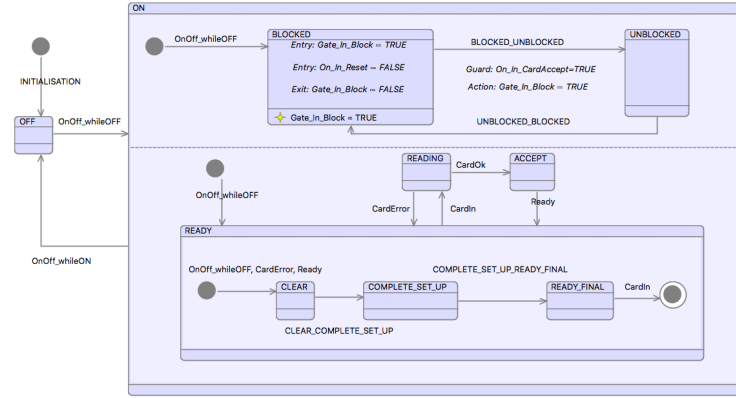 ON
OnOff_whileOFF
BLOCKED
Entry: Gate_In_Block = TRUE
Entry: On_In_Reset = FALSE
Exit: Gate_In_Block = FALSE
Gate_In_Block = TRUE
BLOCKED_UNBLOCKED
Guard: On_In_CardAccept=TRUE
Action: Gate_In_Block = TRUE
UNBLOCKED
UNBLOCKED_BLOCKED
INITIALISATION
OFF
OnOff_whileOFF
OnOff_whileON
OnOff_whileOFF
READING
CardOk
ACCEPT
CardError
CardIn
Ready
READY
OnOff_whileOFF, CardError, Ready
CLEAR
CLEAR_COMPLETE_SET_UP
COMPLETE_SET_UP
COMPLETE_SET_UP_READY_FINAL
READY_FINAL
CardIn